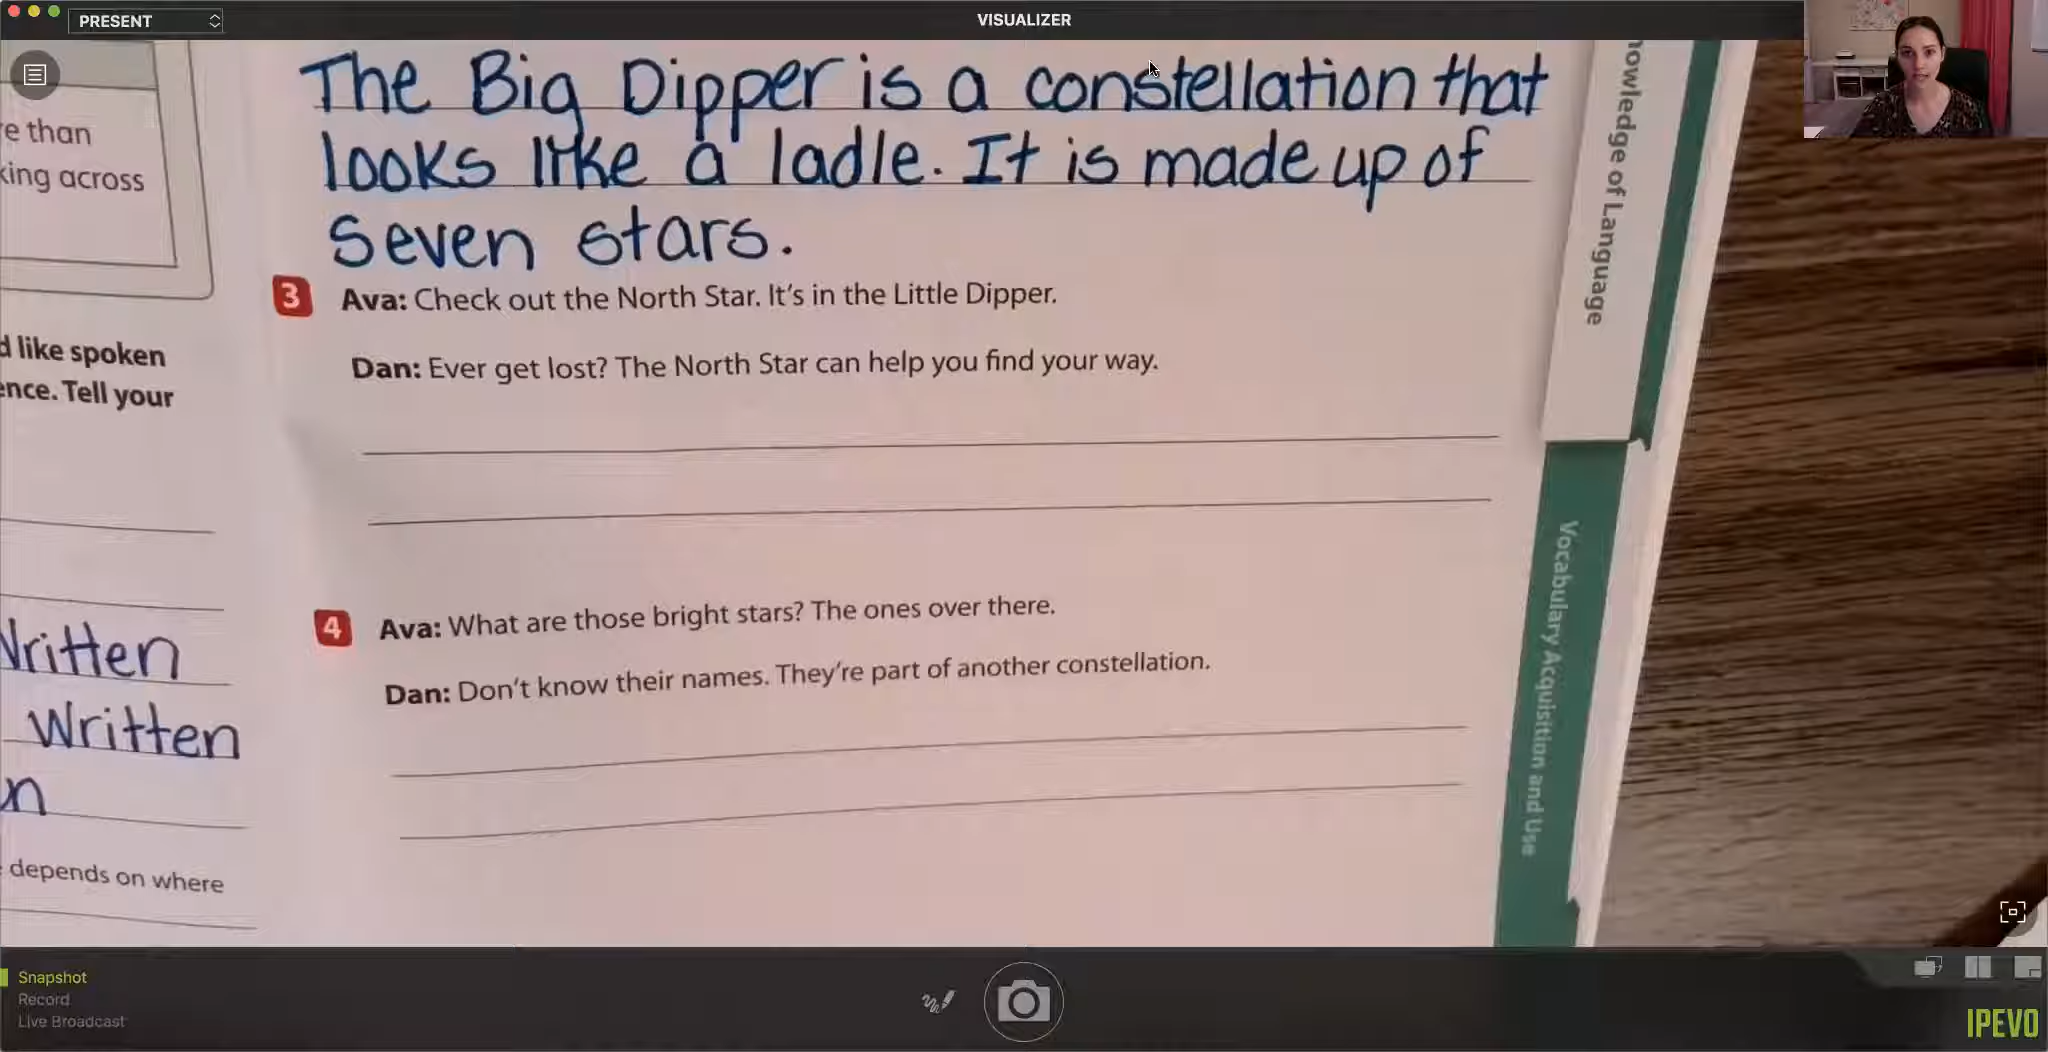 PRESENT
VISUALIZER
The Big Dipper is a constellation that
looks like a ladle. It is made up of
seven stars.
3 Ava: Check out the North Star. It's in the Little Dipper.
Dan: Ever get lost? The North Star can help you find your way.
4 Ava: What are those bright stars? The ones over there.
Dan: Don't know their names. They're part of another constellation.
e than
king across
d like spoken
ence. Tell your
Written
Written
n
depends on where
nowledge of Language
Vocabulary Acquisition and Use
Snapshot
Record
Live Broadcast
IPEVO